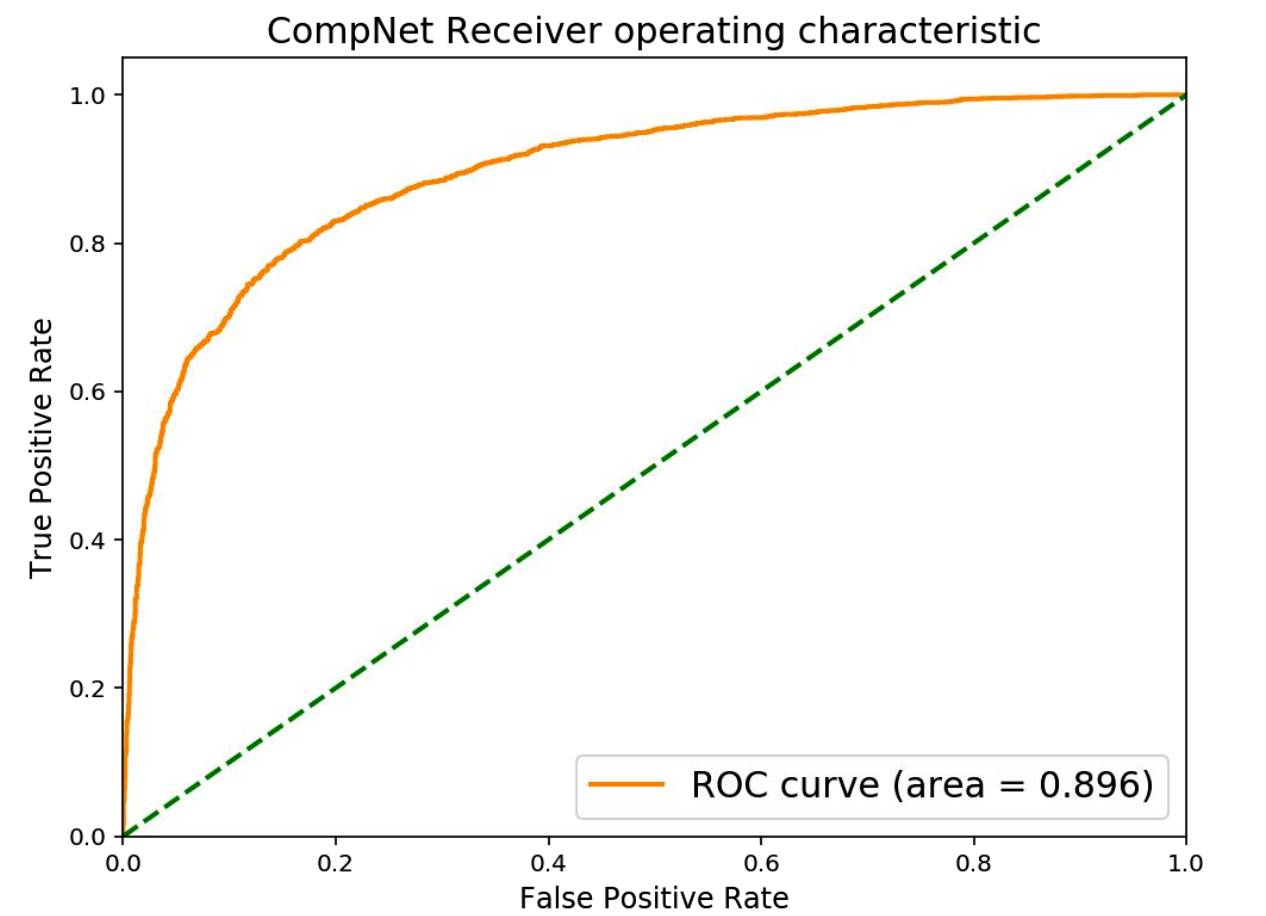 CompNet Receiver operating characteristic
1.0
0.8
0.6
0.4
0.2
0.0
True Positive Rate
ROC curve (area = 0.896)
0.0 0.2 0.4 0.6 0.8 1.0
False Positive Rate